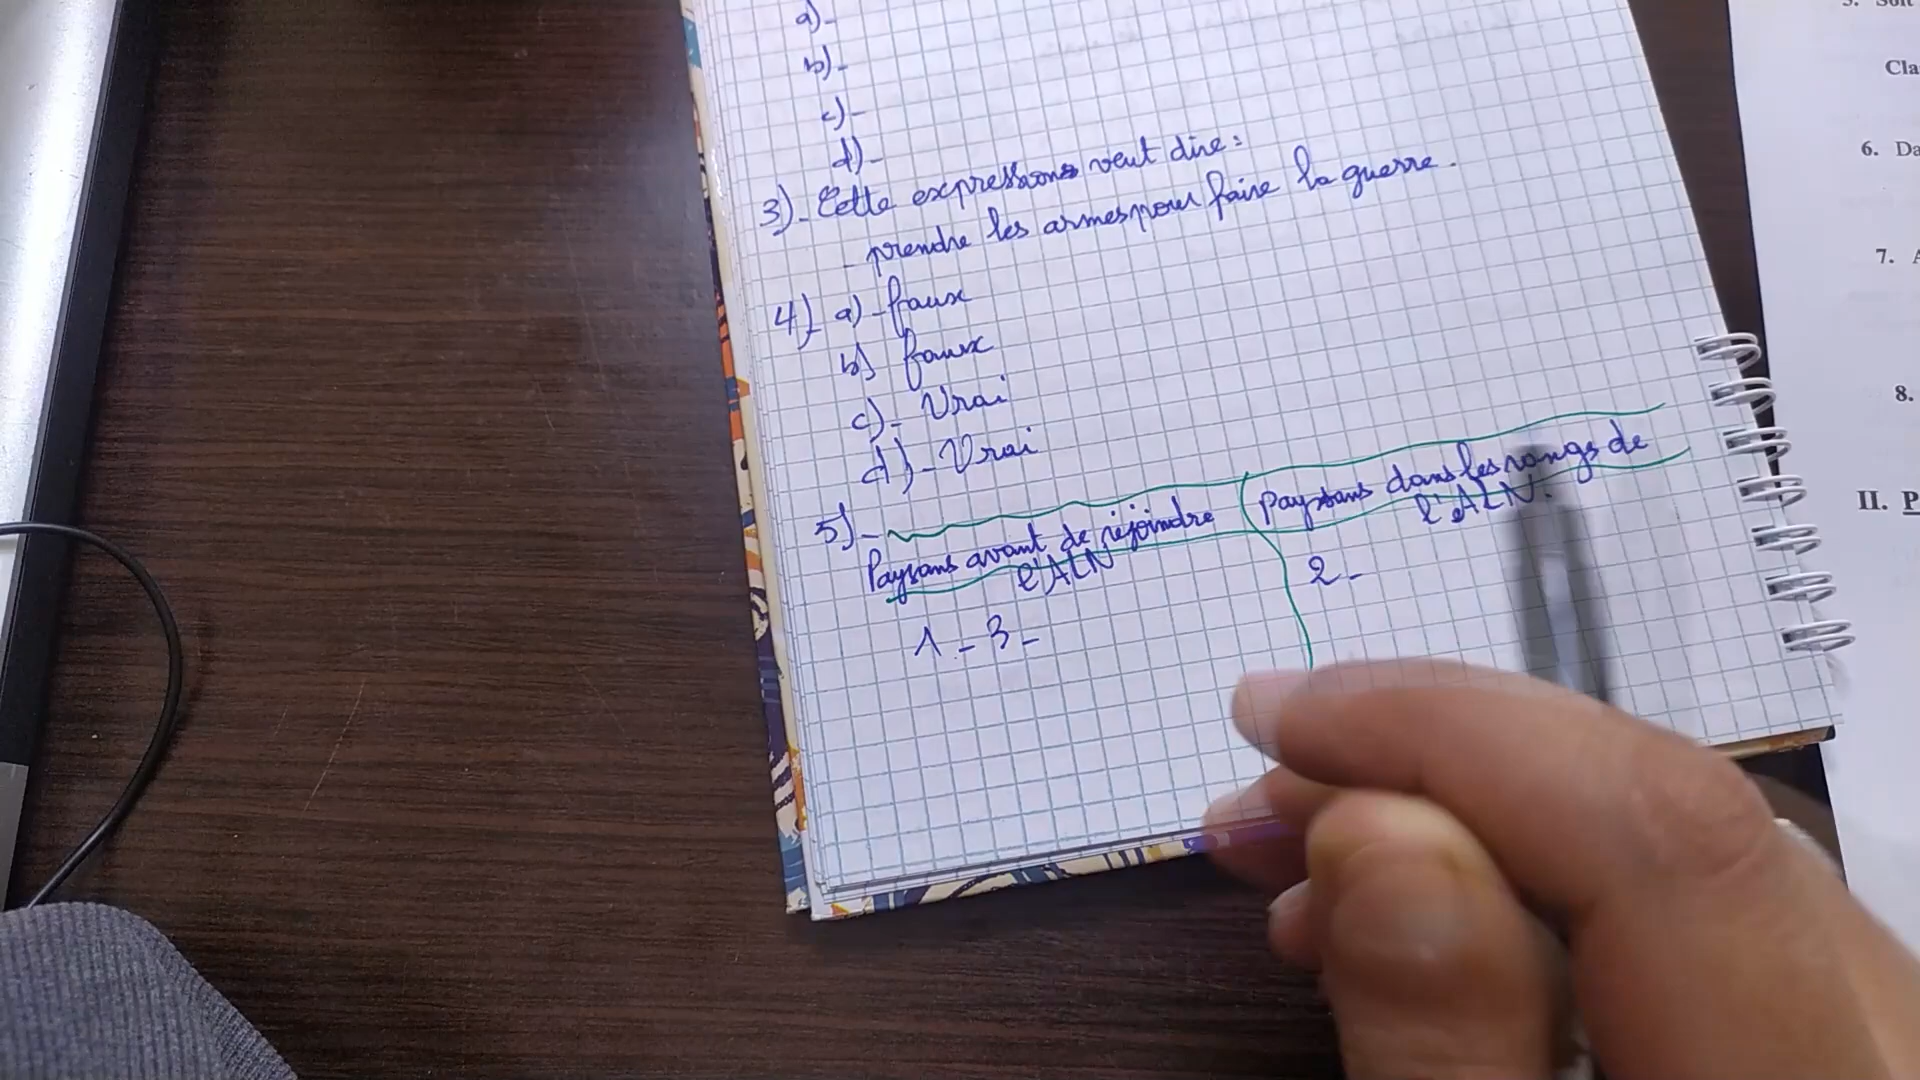 a)-
b)-
c)-
d)-
3)- Cette expressions veut dire :
- prendre les armes pour faire la guerre.
4)- a)- faux
b) faux
c)- Vrai
d)- Vrai
5)-
Paysans avant de rejoindre l'ALN
Paysans dans les rangs de l'ALN.
1 - 3 -
2 -
Cla
6. Da
7. A
8.
II. P